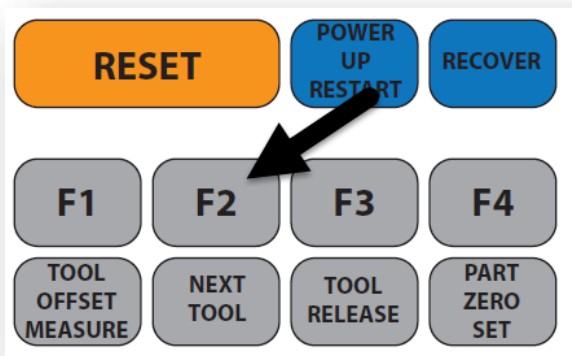 RESET
POWER
UP
RESTART
RECOVER
F1
F2
F3
F4
TOOL
OFFSET
MEASURE
NEXT
TOOL
TOOL
RELEASE
PART
ZERO
SET